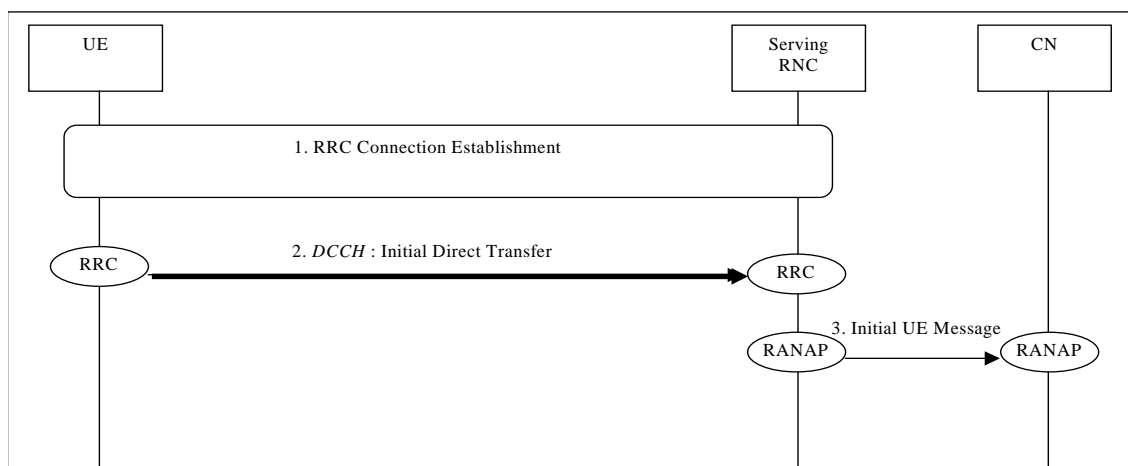 UE
Serving
RNC
CN
1. RRC Connection Establishment
2. DCCH : Initial Direct Transfer
RRC
RRC
3. Initial UE Message
RANAP
RANAP